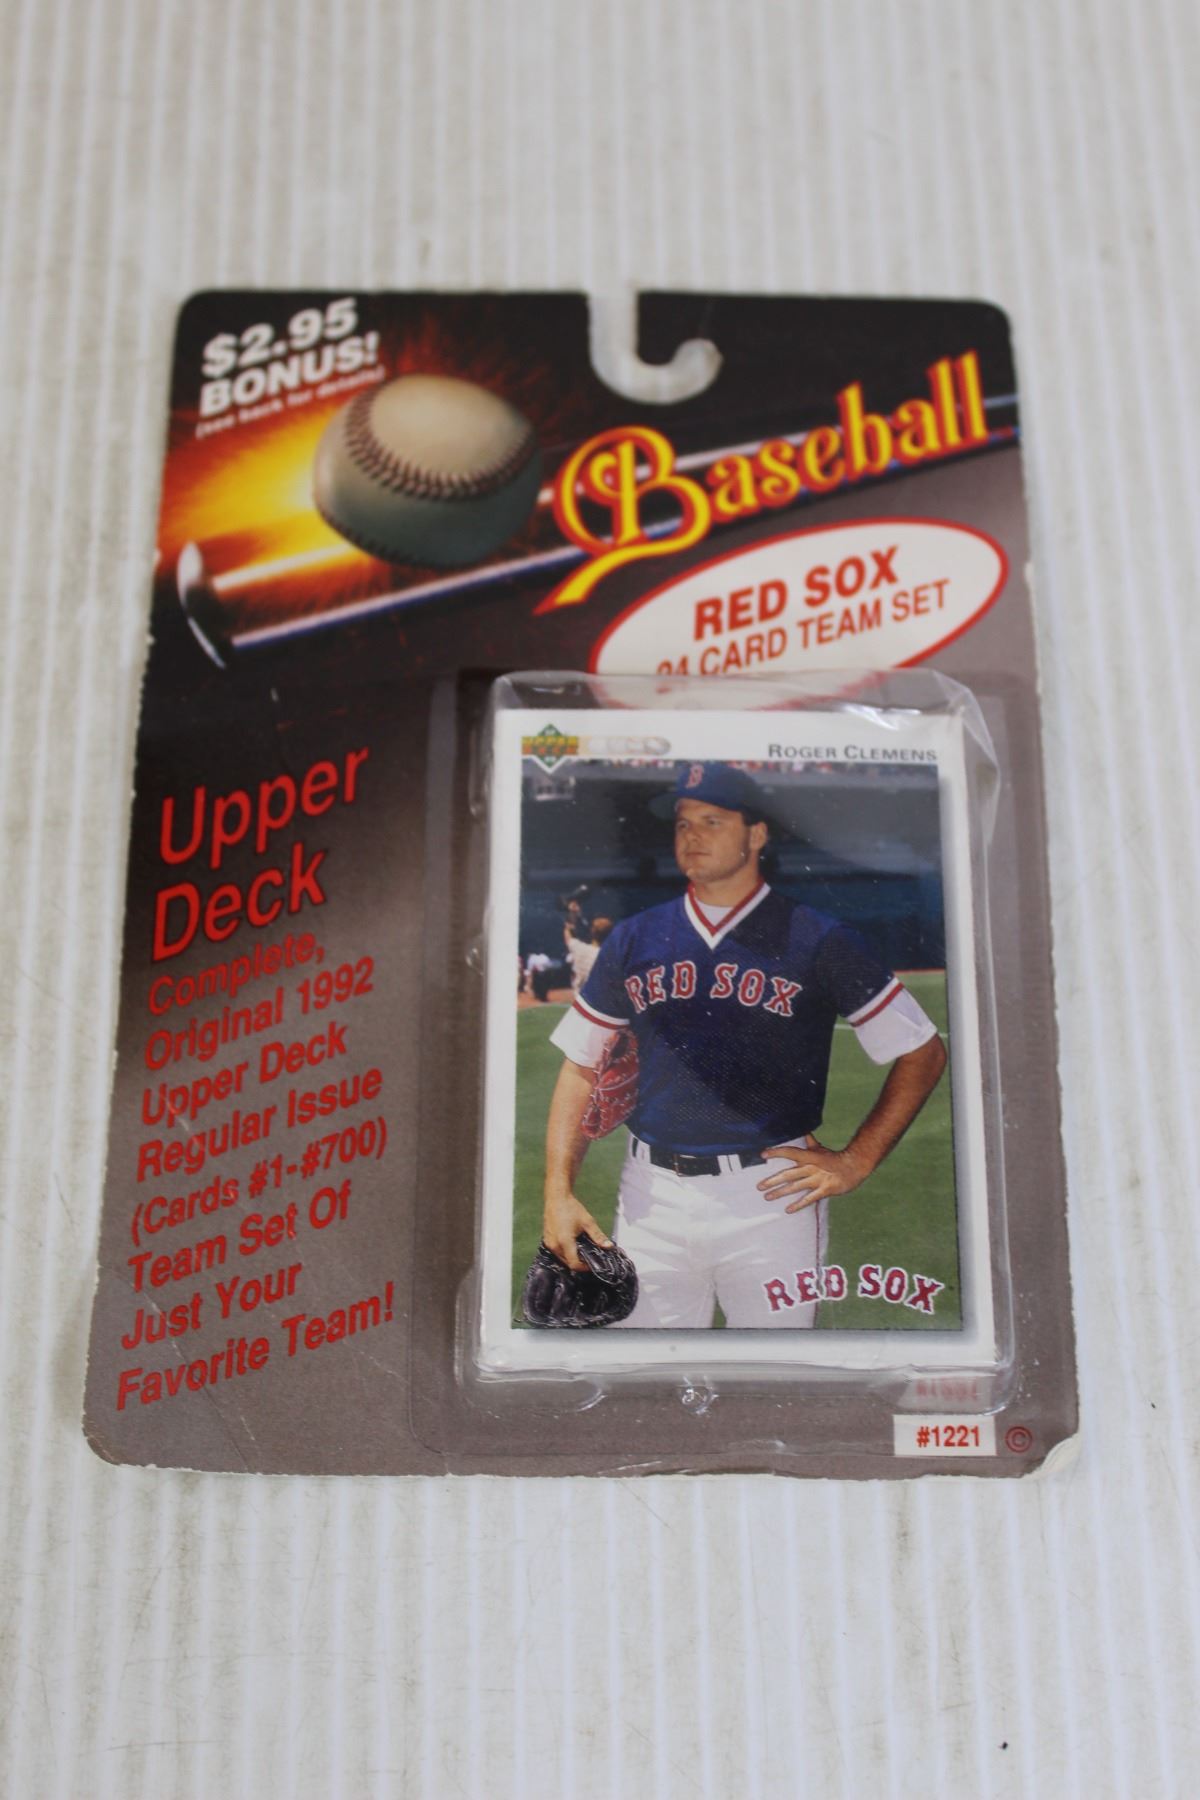 $2.95
BONUS!
(see back for details)
Baseball
RED SOX
24 CARD TEAM SET
UPPER
DECK
ROGER CLEMENS
B
RED SOX
RED SOX
Upper
Deck
Complete,
Original 1992
Upper Deck
Regular Issue
(Cards #1-#700)
Team Set Of
Just Your
Favorite Team!
#1221
©